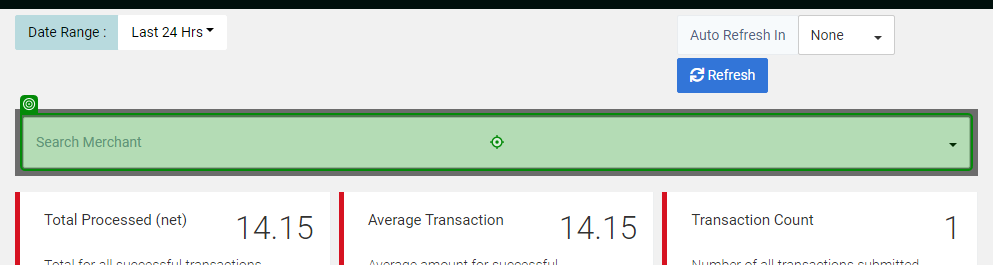 Date Range : Last 24 Hrs
Auto Refresh In None
Refresh
Search Merchant
Total Processed (net) 14.15
Average Transaction 14.15
Transaction Count 1
Total for all successful transactions
Average amount for successful
Number of all transactions submitted